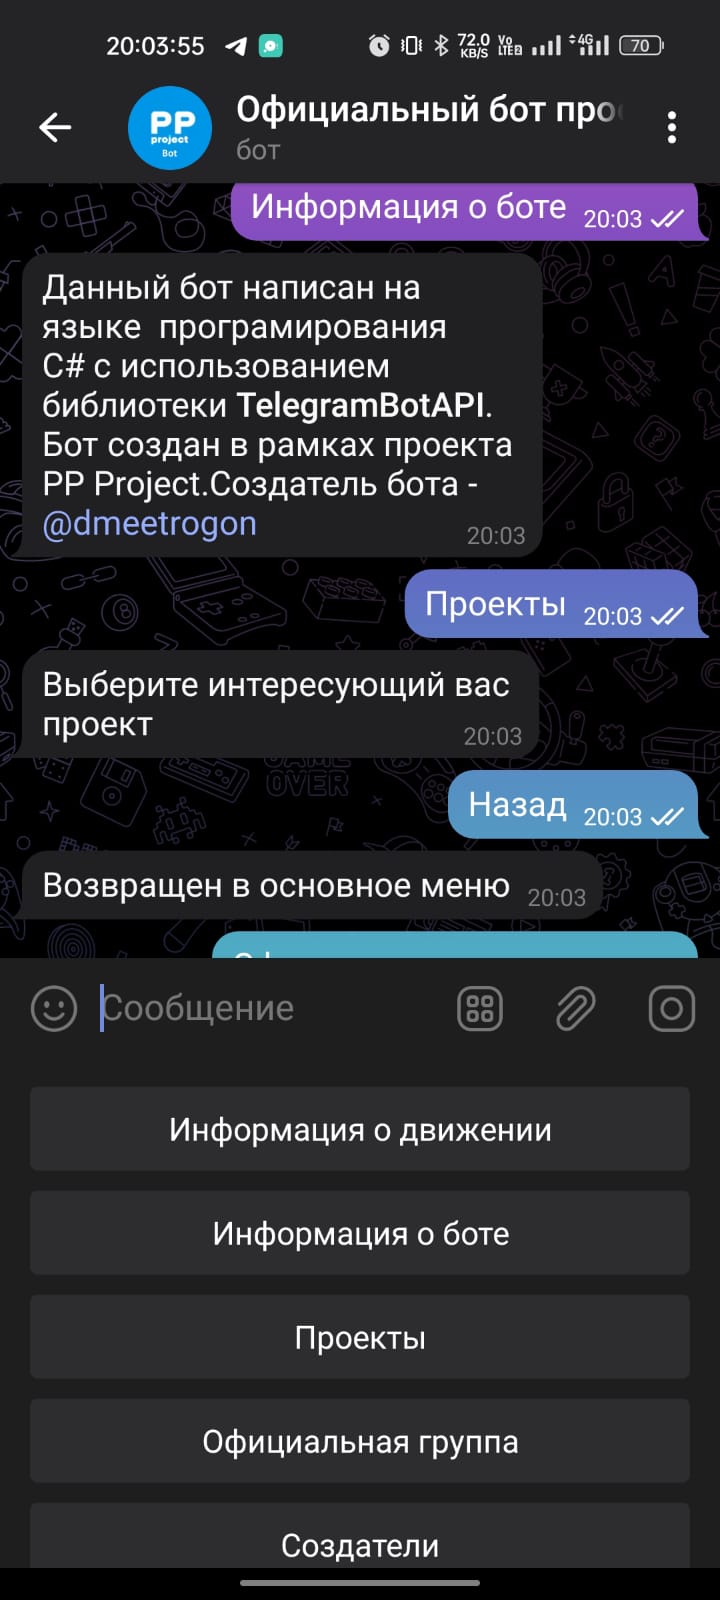 20:03:55
72.0 KB/S
Vo LTE2
4G
70
PP
project
Bot
Официальный бот про
бот
Информация о боте 20:03
Данный бот написан на
языке  програмирования
C# с использованием
библиотеки TelegramBotAPI.
Бот создан в рамках проекта
PP Project.Создатель бота -
@dmeetrogon
20:03
Проекты 20:03
Выберите интересующий вас
проект
20:03
GAME
OVER
Назад 20:03
Возвращен в основное меню 20:03
Сообщение
Информация о движении
Информация о боте
Проекты
Официальная группа
Создатели